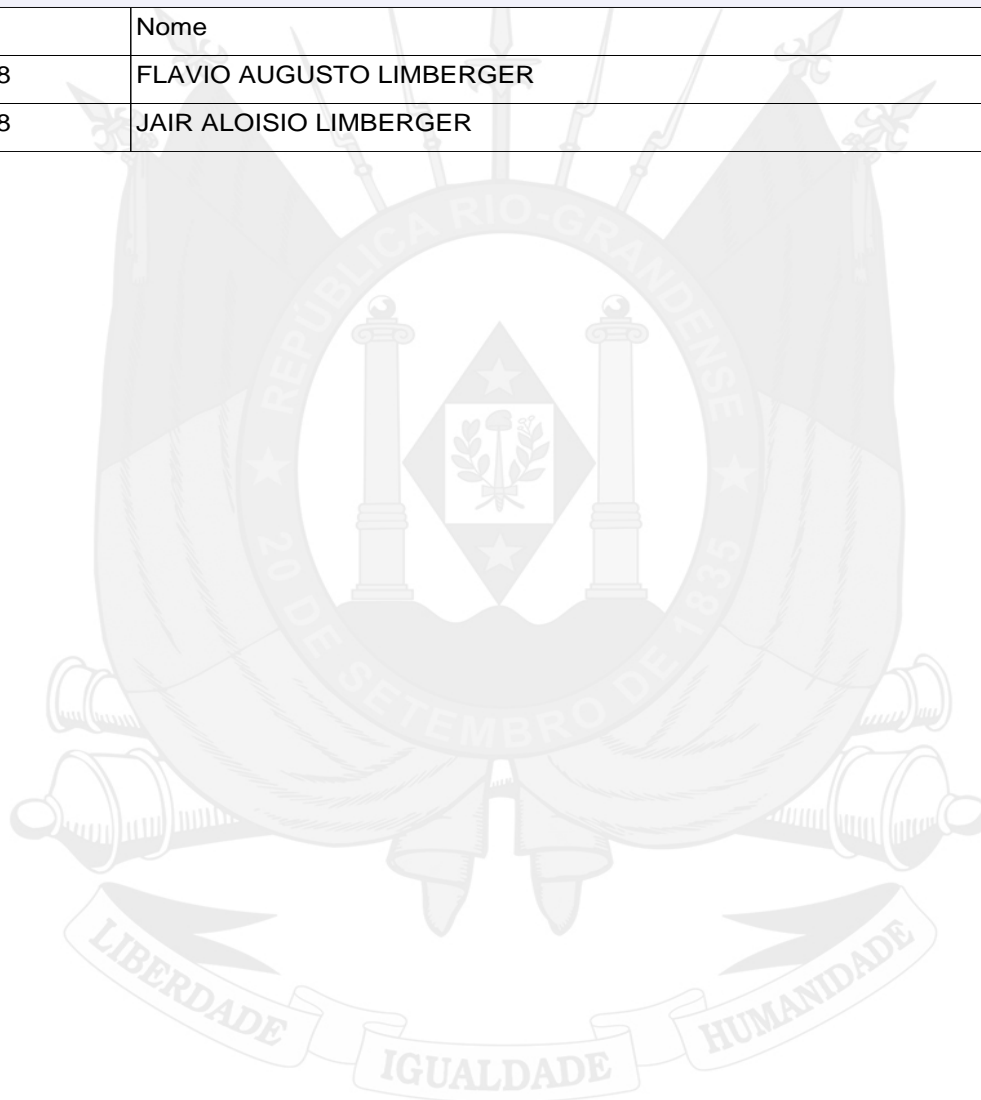 Nome
8 FLAVIO AUGUSTO LIMBERGER
8 JAIR ALOISIO LIMBERGER
REPÚBLICA RIO-GRANDENSE
20 DE SETEMBRO DE 1835
LIBERDADE
IGUALDADE
HUMANIDADE